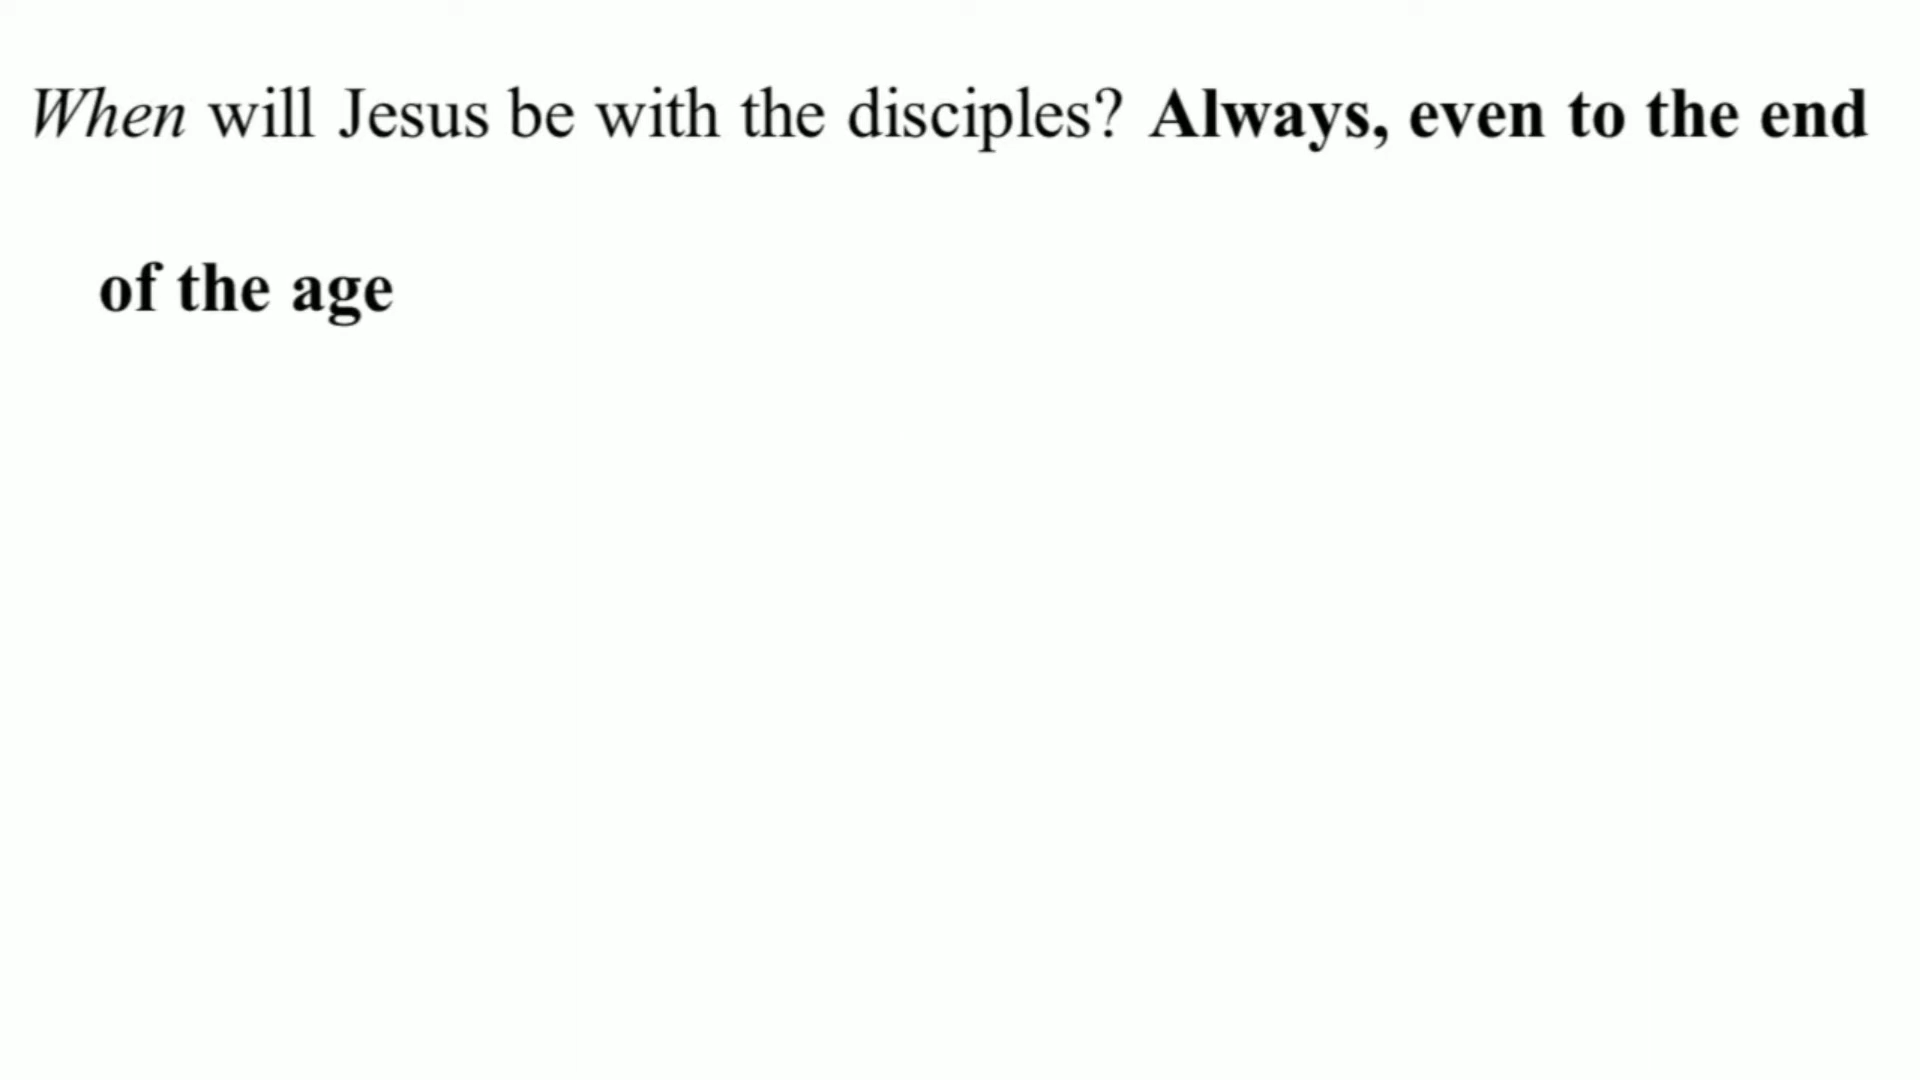 When will Jesus be with the disciples? Always, even to the end
of the age